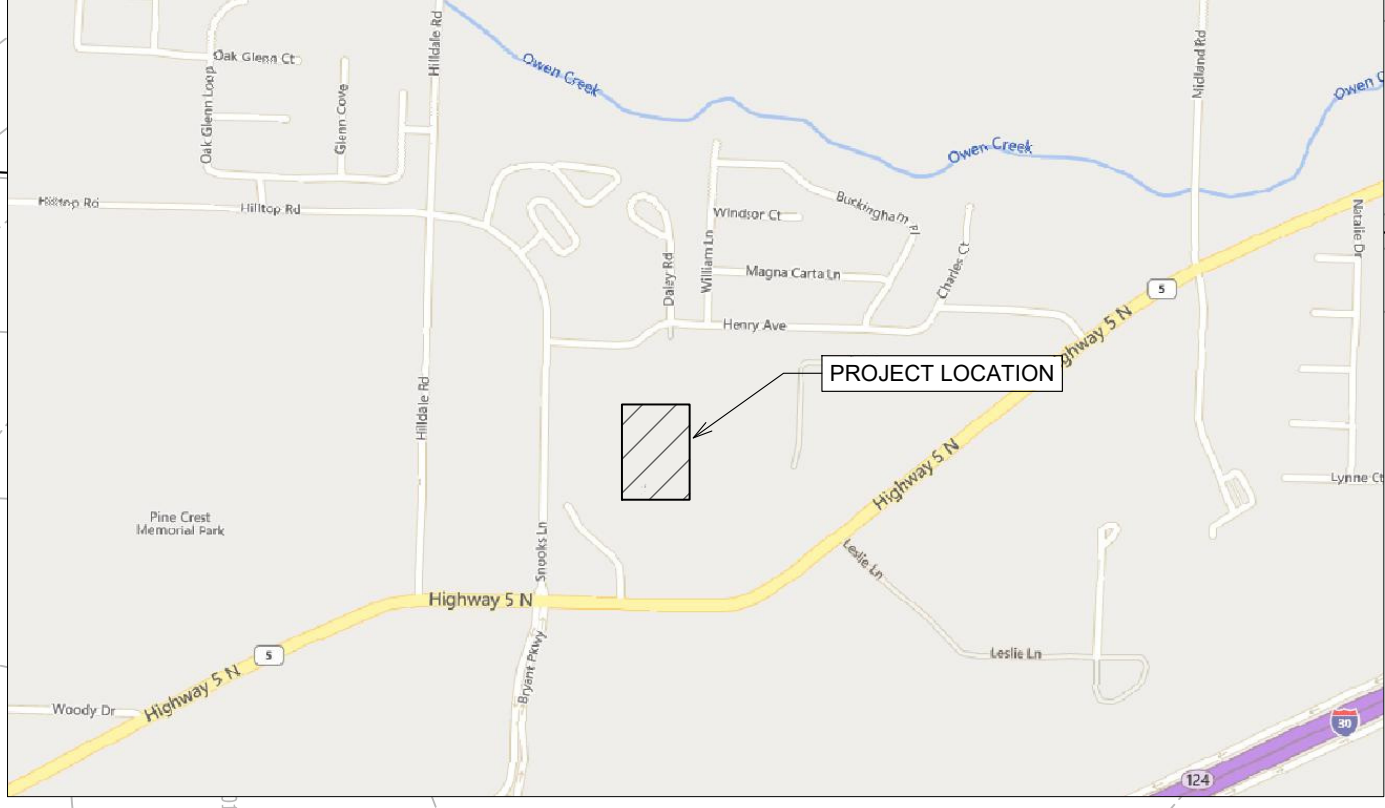 Oak Glenn Ct
Hilldale Rd
Owen Creek
Midland Rd
Owen C
Oak Glenn Loop
Glenn Cove
Owen Creek
Hilltop Rd
Hilltop Rd
Windsor Ct
Buckingham Pl
Natalie Dr
Daley Rd
William Ln
Magna Carta Ln
Charles Ct
5
Henry Ave
ghway 5 N
PROJECT LOCATION
Hilldale Rd
Highway 5 N
Lynne Ct
Pine Crest
Memorial Park
Snooks Ln
Leslie Ln
Highway 5 N
5
Leslie Ln
Bryant Pkwy
Highway 5 N
Woody Dr
30
124